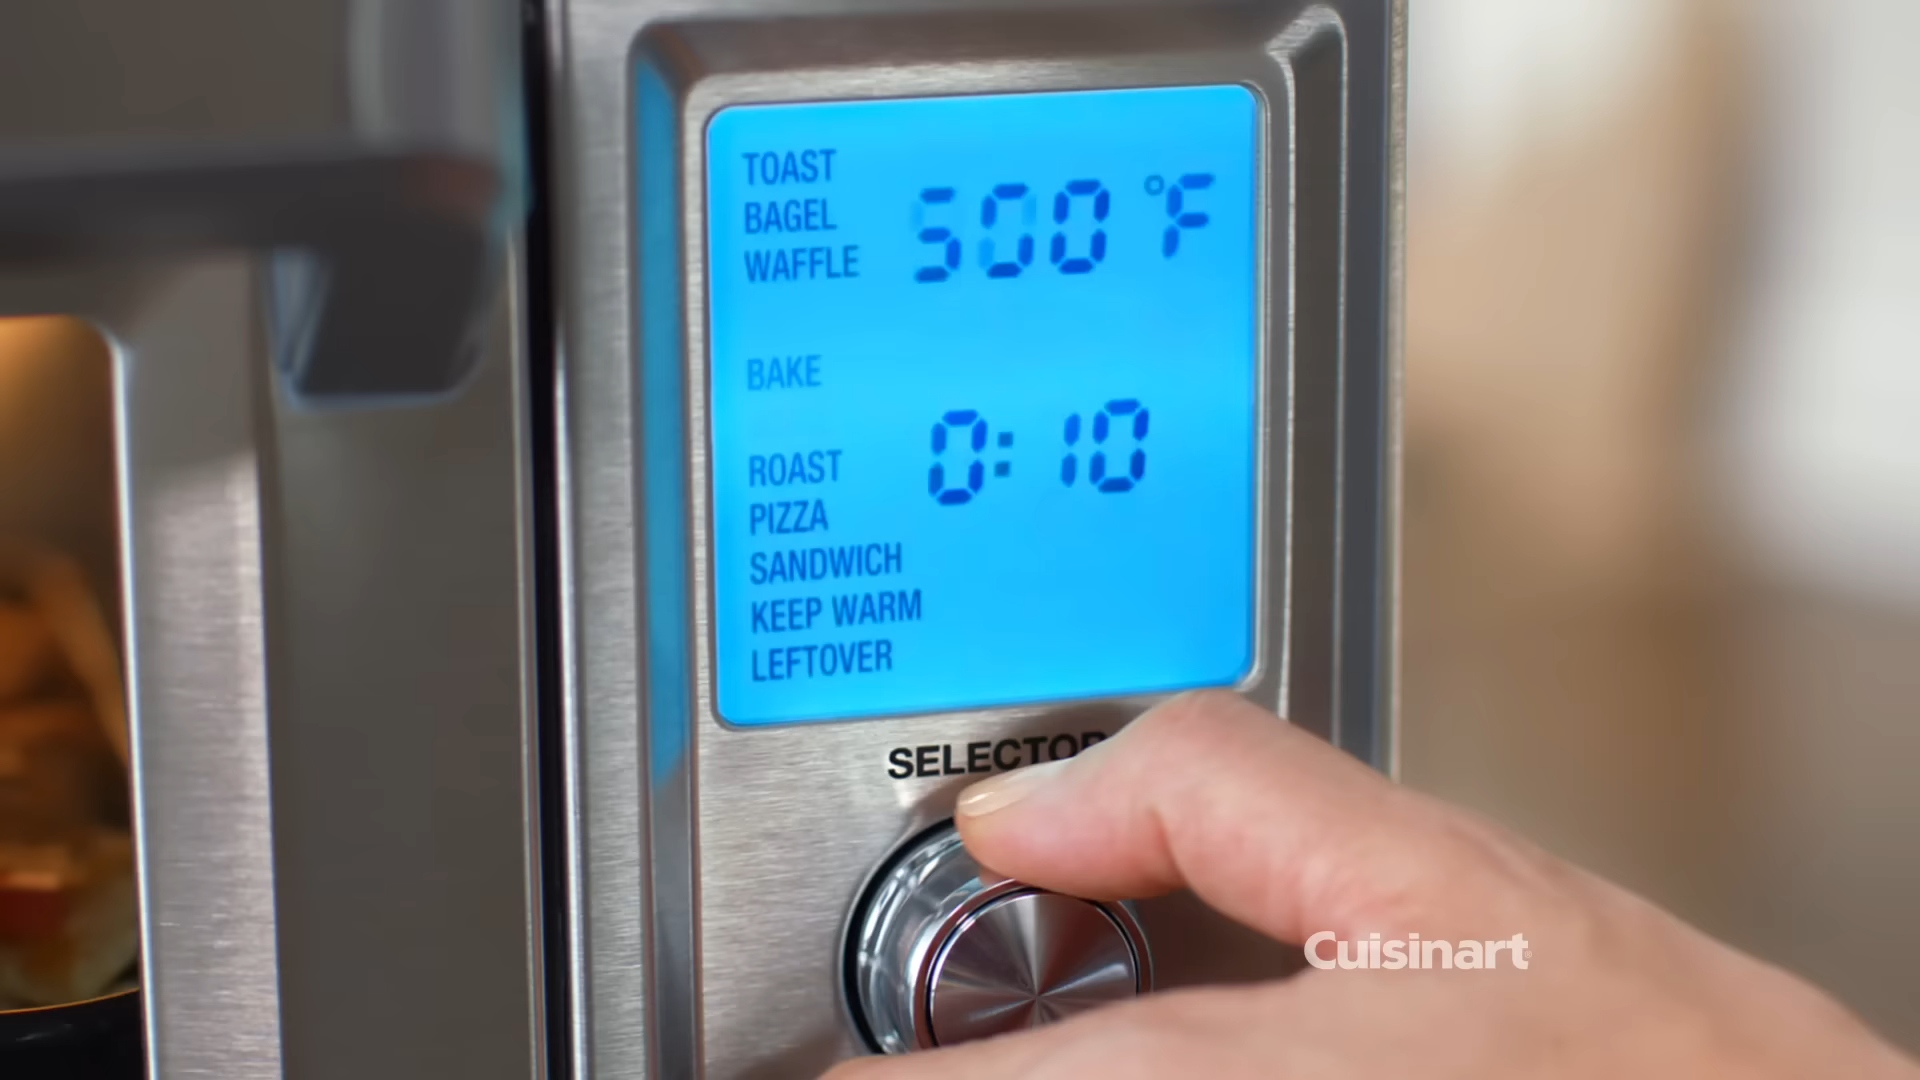 TOAST
BAGEL
WAFFLE
500 °F
BAKE
0:10
ROAST
PIZZA
SANDWICH
KEEP WARM
LEFTOVER
SELECTOR
Cuisinart